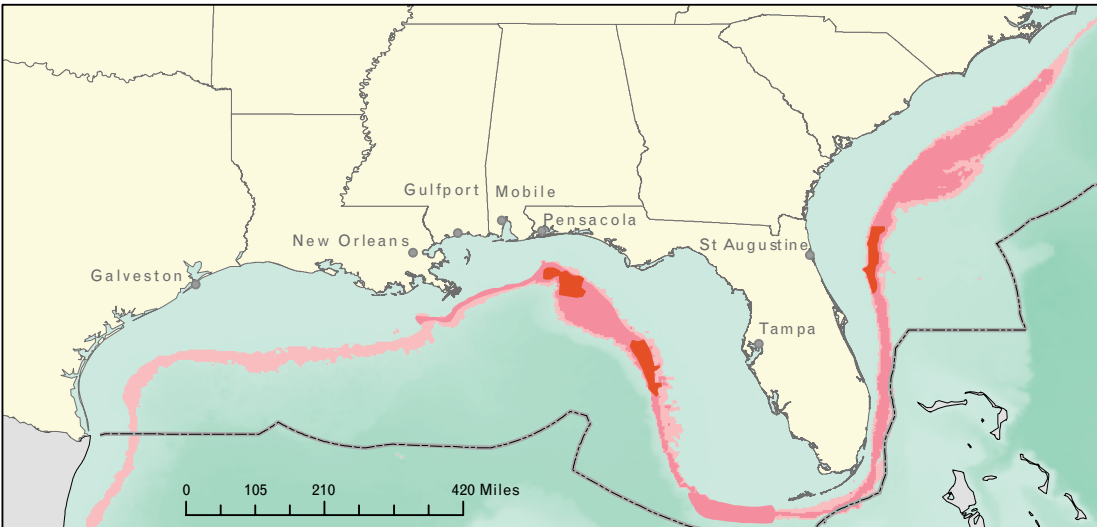 Gulfport Mobile
Pensacola
New Orleans
St Augustine
Galveston
Tampa
0 105 210 420 Miles